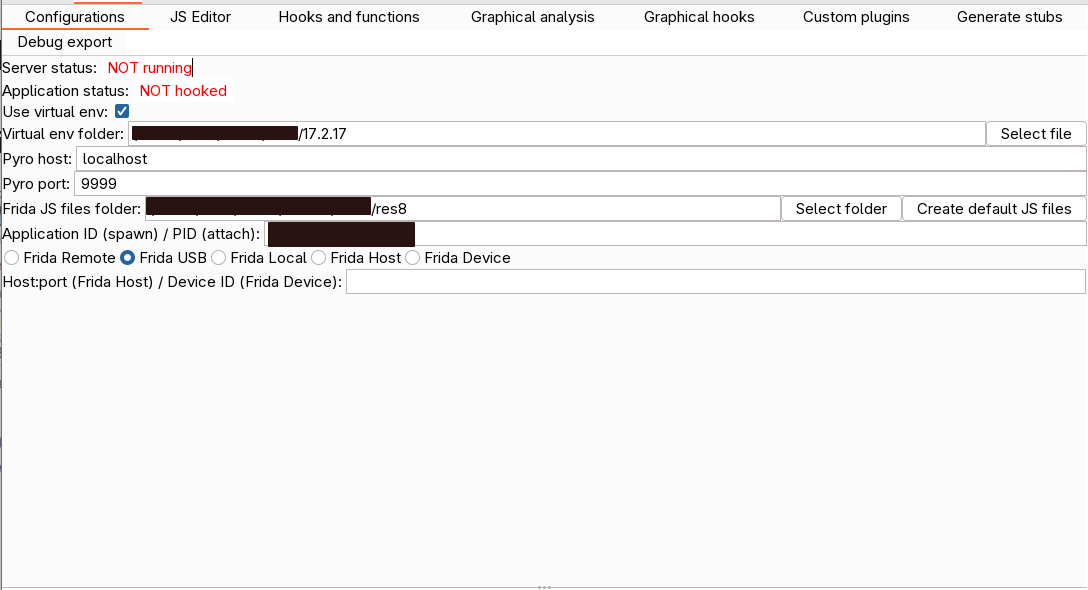 Configurations JS Editor Hooks and functions Graphical analysis Graphical hooks Custom plugins Generate stubs
Debug export
Server status: NOT running
Application status: NOT hooked
Use virtual env:
Virtual env folder: /17.2.17 Select file
Pyro host: localhost
Pyro port: 9999
Frida JS files folder: /res8 Select folder Create default JS files
Application ID (spawn) / PID (attach):
Frida Remote Frida USB Frida Local Frida Host Frida Device
Host:port (Frida Host) / Device ID (Frida Device):